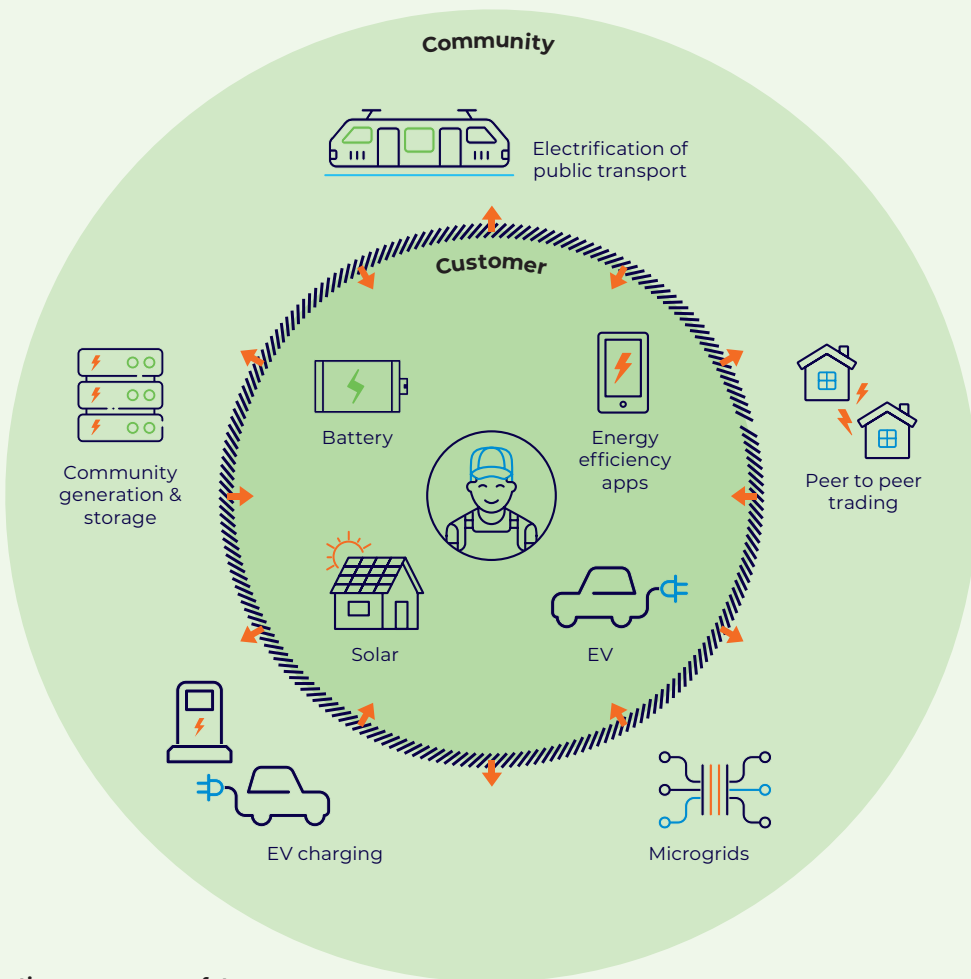 Community
Electrification of
public transport
Customer
Battery
Energy
efficiency
apps
Community
generation &
storage
Peer to peer
trading
Solar
EV
EV charging
Microgrids